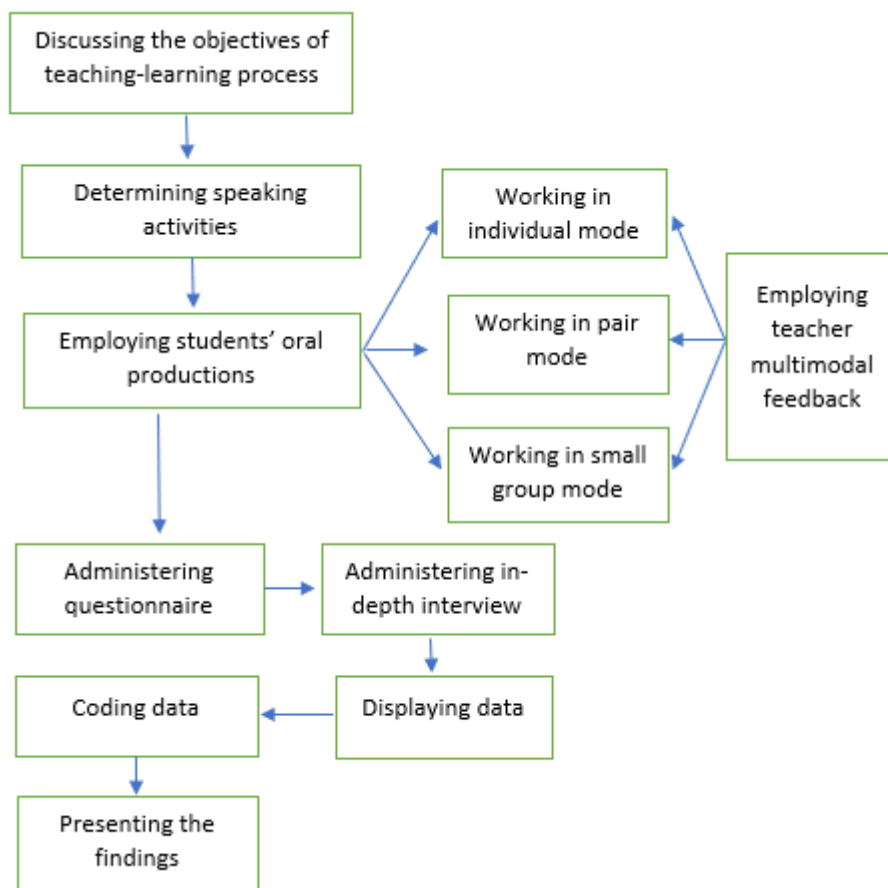 Discussing the objectives of
teaching-learning process
Determining speaking
activities
Working in
individual mode
Employing students’ oral
productions
Working in pair
mode
Employing
teacher
multimodal
feedback
Working in small
group mode
Administering
questionnaire
Administering in-
depth interview
Coding data
Displaying data
Presenting the
findings